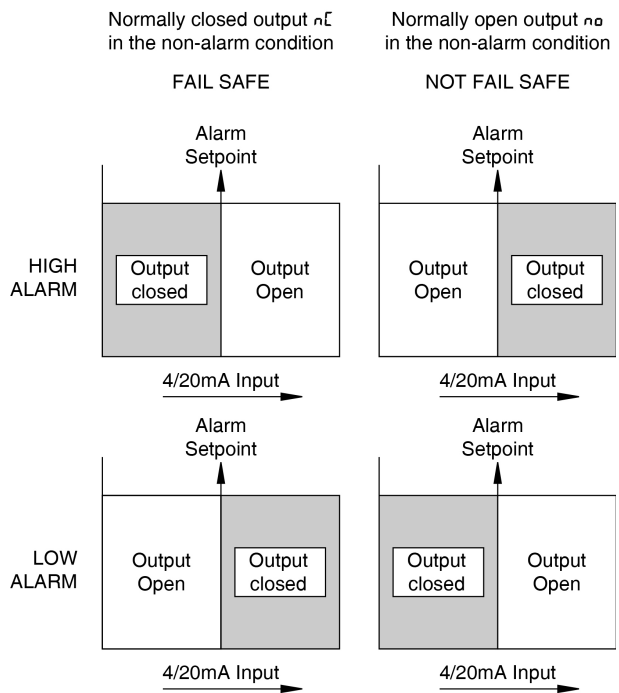 Normally closed output nC
in the non-alarm condition
FAIL SAFE
Normally open output no
in the non-alarm condition
NOT FAIL SAFE
Alarm
Setpoint
Alarm
Setpoint
HIGH
ALARM
Output
closed
Output
Open
Output
Open
Output
closed
4/20mA Input
4/20mA Input
Alarm
Setpoint
Alarm
Setpoint
LOW
ALARM
Output
Open
Output
closed
Output
closed
Output
Open
4/20mA Input
4/20mA Input